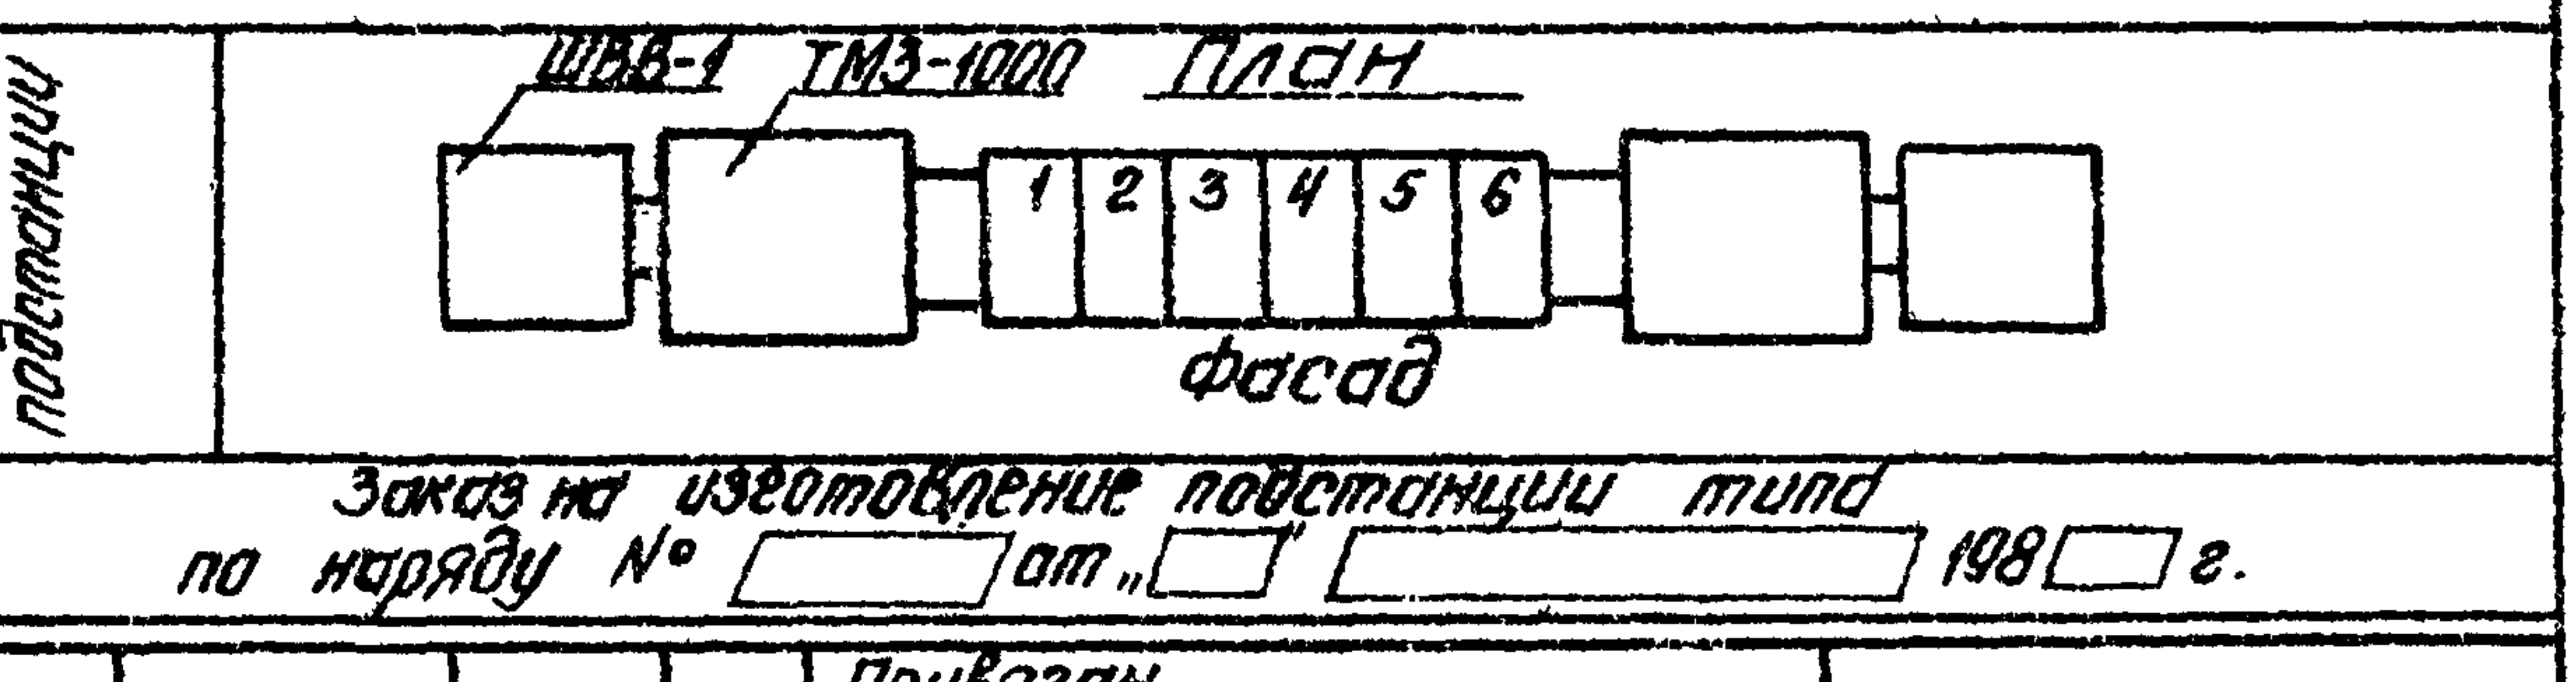 подстанции
ШВВ-1 ТМЗ-1000 План
1 2 3 4 5 6
Фасад
Заказ на изготовление подстанции типа
по наряду № от „ " 198 г.
Привязан